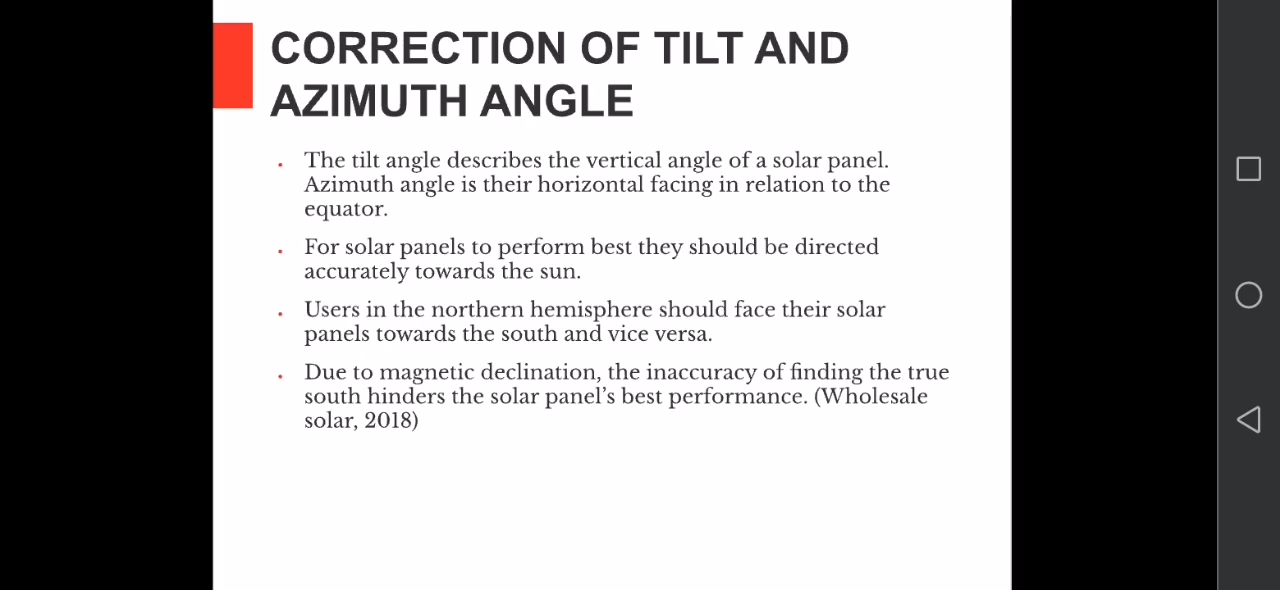 CORRECTION OF TILT AND
AZIMUTH ANGLE
. The tilt angle describes the vertical angle of a solar panel.
Azimuth angle is their horizontal facing in relation to the
equator.
. For solar panels to perform best they should be directed
accurately towards the sun.
. Users in the northern hemisphere should face their solar
panels towards the south and vice versa.
. Due to magnetic declination, the inaccuracy of finding the true
south hinders the solar panel’s best performance. (Wholesale
solar, 2018)